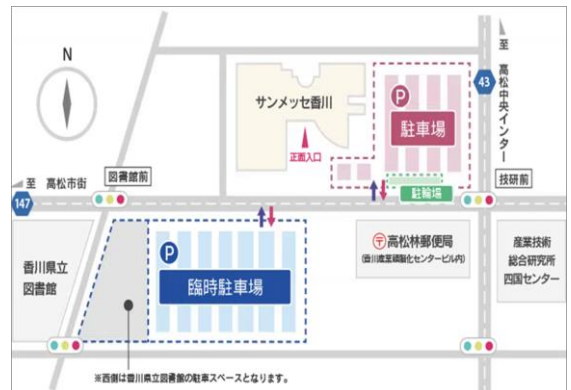 N
至 高松中央インター
43
サンメッセ香川
正面入口
P
駐車場
駐輪場
至 高松市街
図書館前
技研前
147
香川県立
図書館
P
臨時駐車場
〒高松林郵便局
(香川産業頭脳化センタービル内)
産業技術
総合研究所
四国センター
※西側は香川県立図書館の駐車スペースとなります。